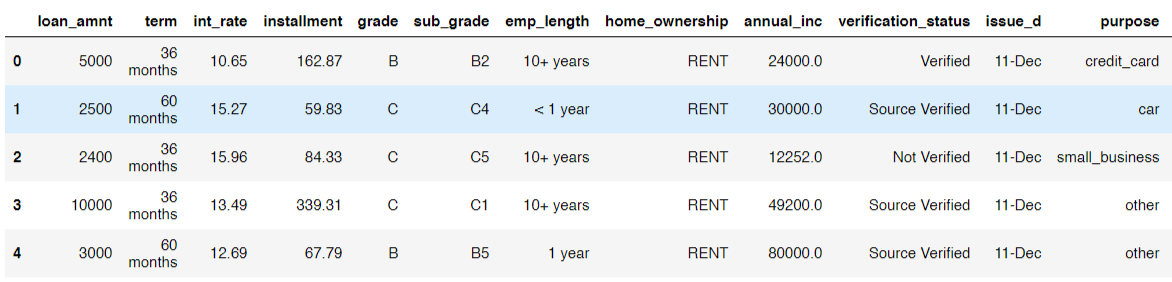 loan_amnt term int_rate installment grade sub_grade emp_length home_ownership annual_inc verification_status issue_d purpose
0 5000 36 months 10.65 162.87 B B2 10+ years RENT 24000.0 Verified 11-Dec credit_card
1 2500 60 months 15.27 59.83 C C4 < 1 year RENT 30000.0 Source Verified 11-Dec car
2 2400 36 months 15.96 84.33 C C5 10+ years RENT 12252.0 Not Verified 11-Dec small_business
3 10000 36 months 13.49 339.31 C C1 10+ years RENT 49200.0 Source Verified 11-Dec other
4 3000 60 months 12.69 67.79 B B5 1 year RENT 80000.0 Source Verified 11-Dec other